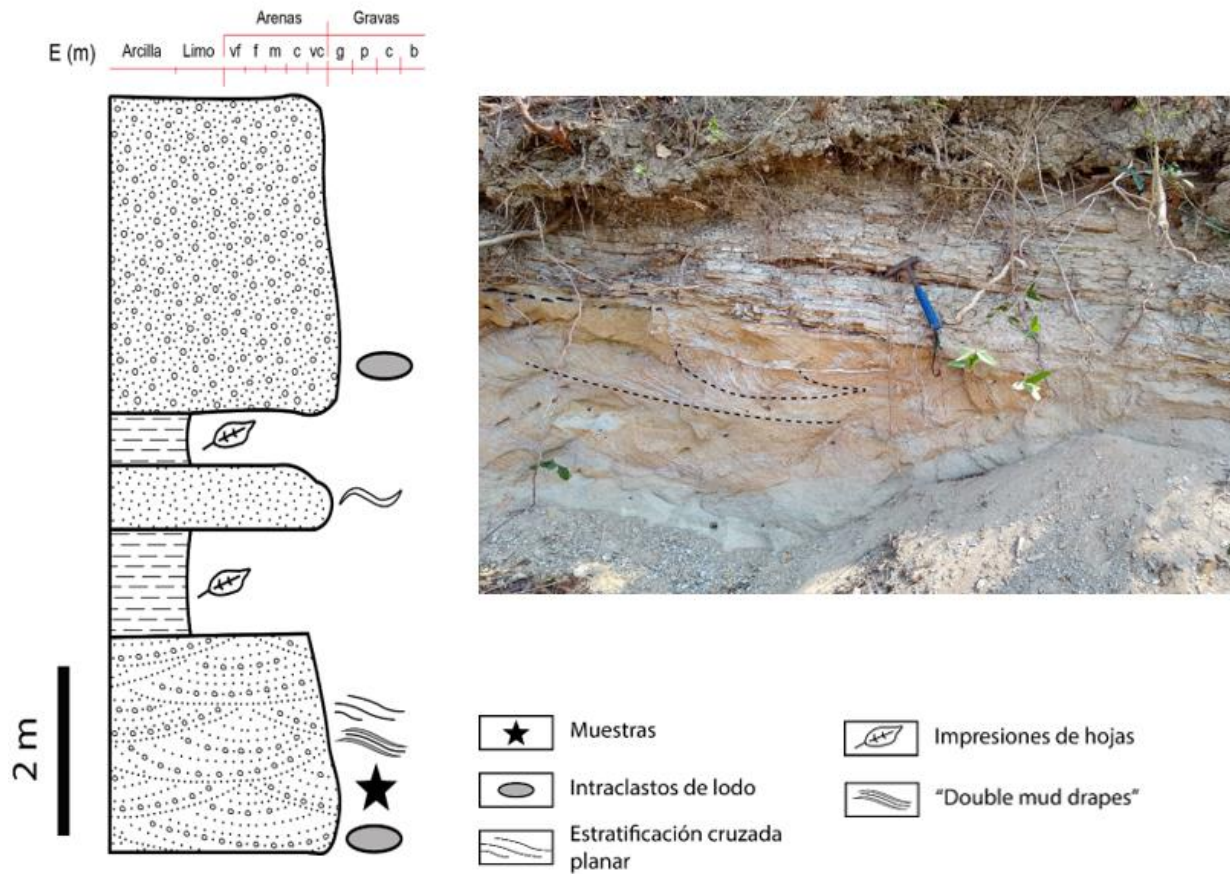 Arenas Gravas
E (m) Arcilla Limo vf f m c vc g p c b
2 m
Muestras
Impresiones de hojas
Intraclastos de lodo
"Double mud drapes"
Estratificación cruzada
planar